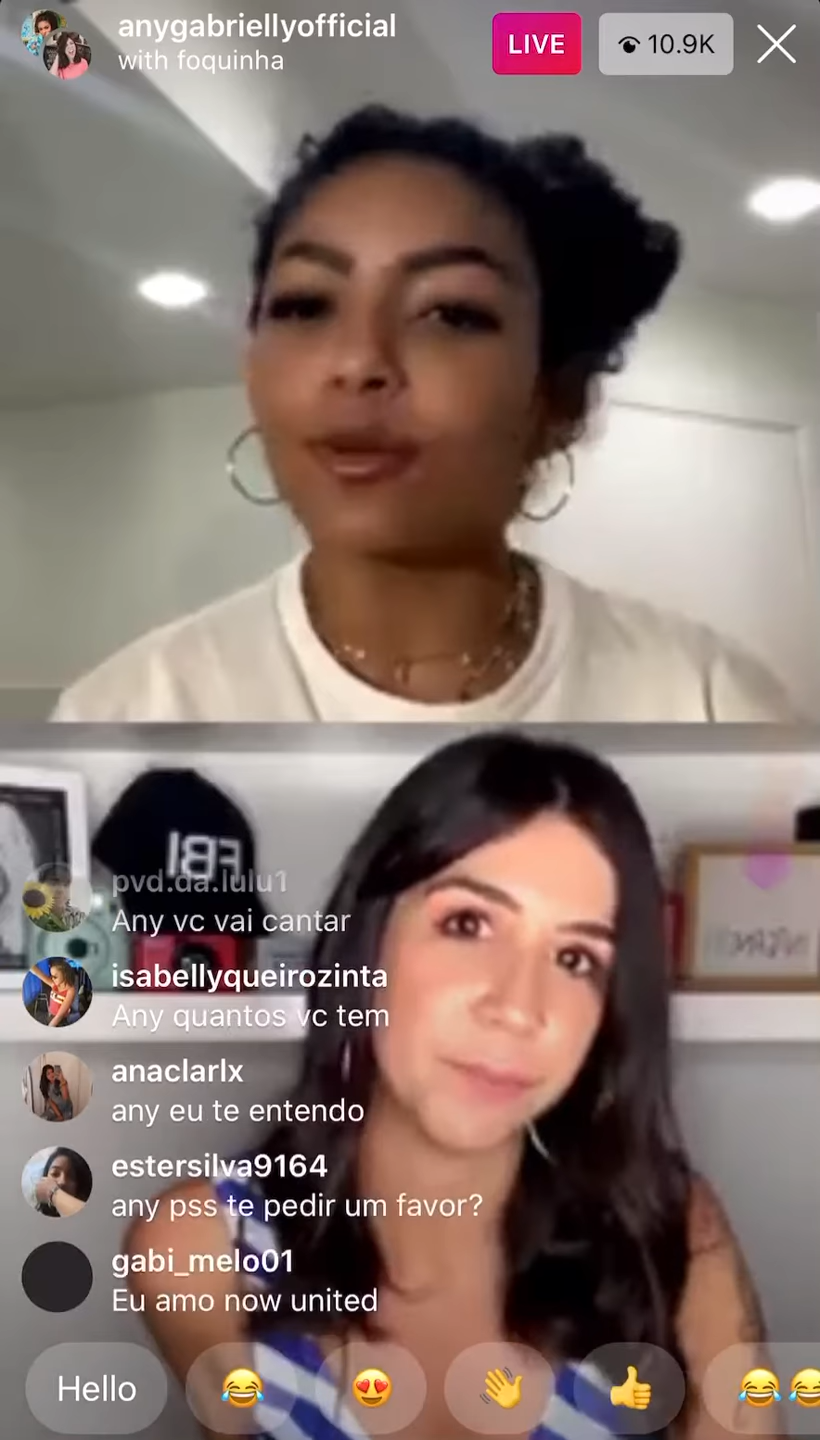 anygabriellyofficial
with foquinha
LIVE
10.9K
FBI
pvd.da.lulu1
Any vc vai cantar
isabellyqueirozinta
Any quantos vc tem
anaclarlx
any eu te entendo
estersilva9164
any pss te pedir um favor?
gabi_melo01
Eu amo now united
Hello